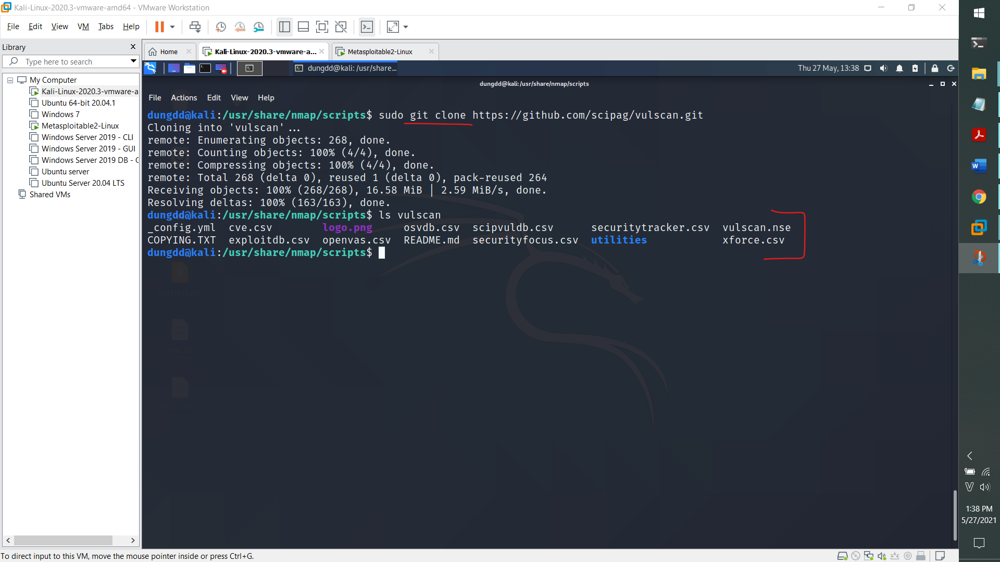 Kali-Linux-2020.3-vmware-amd64 - VMware Workstation
File Edit View VM Tabs Help
Library
Type here to search
My Computer
Kali-Linux-2020.3-vmware-a
Ubuntu 64-bit 20.04.1
Windows 7
Metasploitable2-Linux
Windows Server 2019 - CLI
Windows Server 2019 - GUI
Windows Server 2019 DB - C
Ubuntu server
Ubuntu Server 20.04 LTS
Shared VMs
Home Kali-Linux-2020.3-vmware-a... Metasploitable2-Linux
dungdd@kali: /usr/share... Thu 27 May, 13:38
dungdd@kali:/usr/share/nmap/scripts
File Actions Edit View Help
dungdd@kali:/usr/share/nmap/scripts$ sudo git clone https://github.com/scipag/vulscan.git
Cloning into 'vulscan'...
remote: Enumerating objects: 268, done.
remote: Counting objects: 100% (4/4), done.
remote: Compressing objects: 100% (4/4), done.
remote: Total 268 (delta 0), reused 1 (delta 0), pack-reused 264
Receiving objects: 100% (268/268), 16.58 MiB | 2.59 MiB/s, done.
Resolving deltas: 100% (163/163), done.
dungdd@kali:/usr/share/nmap/scripts$ ls vulscan
_config.yml cve.csv logo.png osvdb.csv scipvuldb.csv securitytracker.csv vulscan.nse
COPYING.TXT exploitdb.csv openvas.csv README.md securityfocus.csv utilities xforce.csv
dungdd@kali:/usr/share/nmap/scripts$
ourpcert.der
test.py
password
1:38 PM
5/27/2021
To direct input to this VM, move the mouse pointer inside or press Ctrl+G.